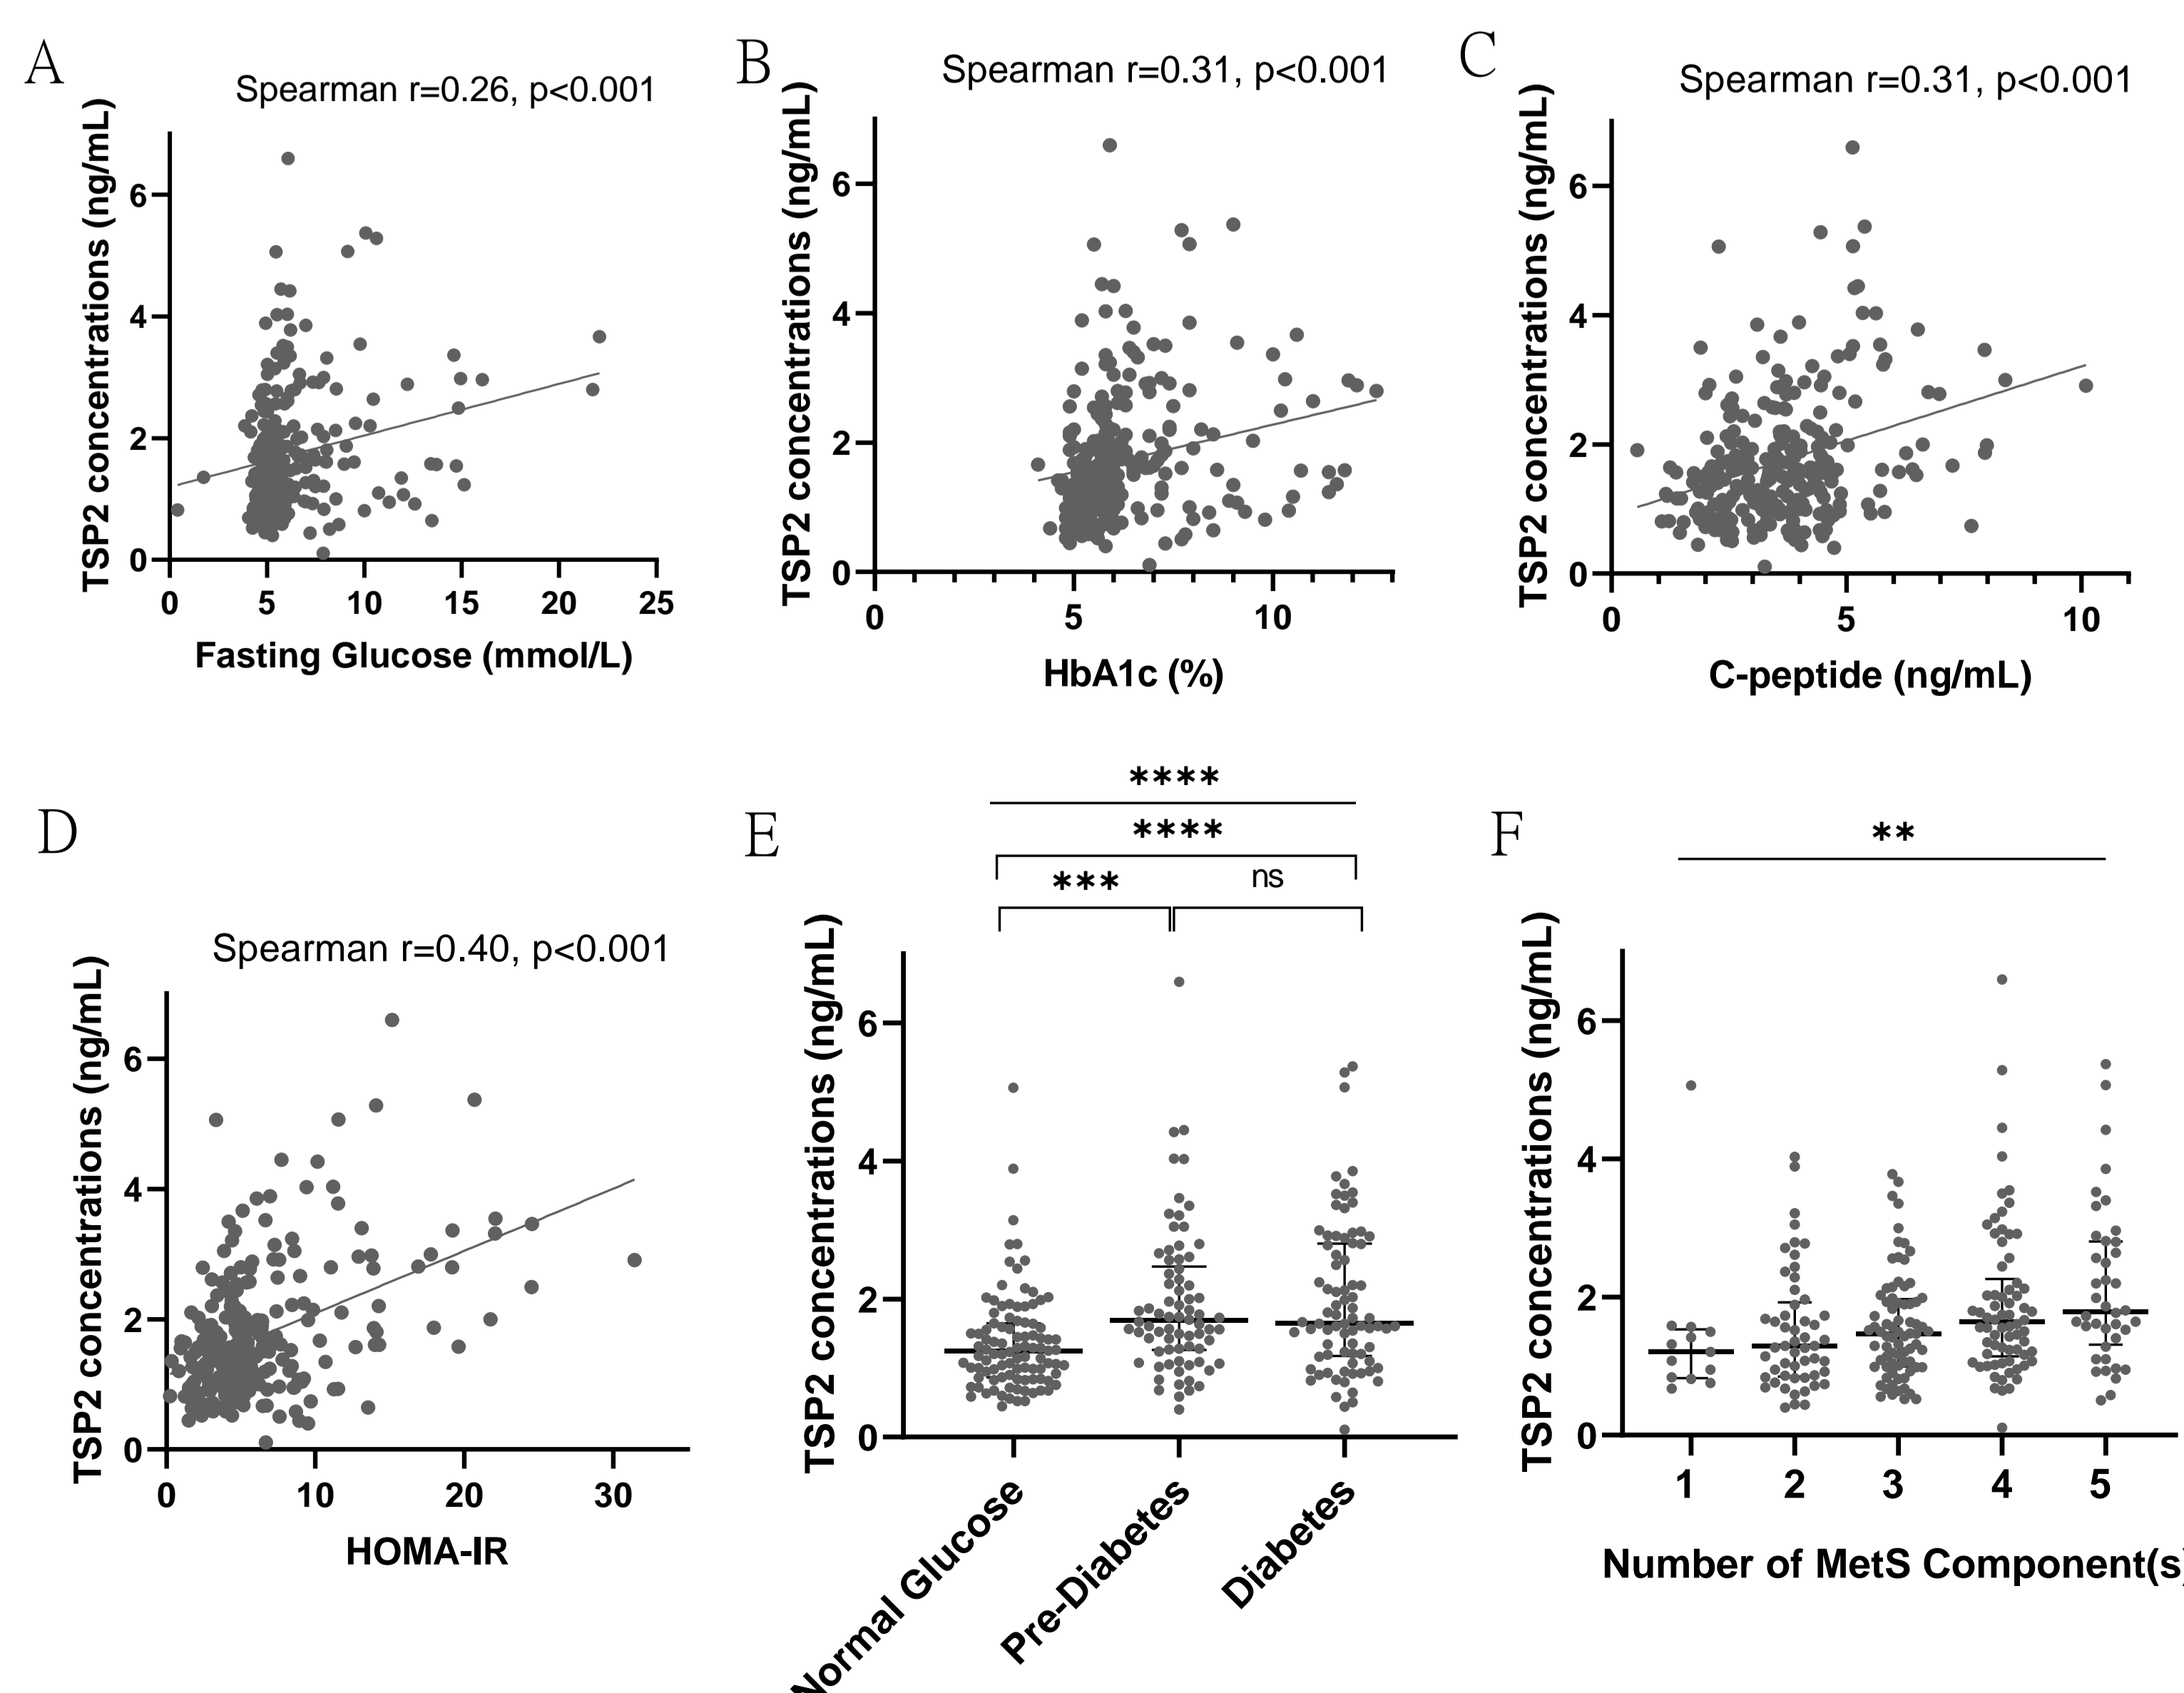 A
Spearman r=0.26, p<0.001
TSP2 concentrations (ng/mL)
6
4
2
0
0 5 10 15 20 25
Fasting Glucose (mmol/L)
B
Spearman r=0.31, p<0.001
TSP2 concentrations (ng/mL)
6
4
2
0
0 5 10
HbA1c (%)
C
Spearman r=0.31, p<0.001
TSP2 concentrations (ng/mL)
6
4
2
0
0 5 10
C-peptide (ng/mL)
D
Spearman r=0.40, p<0.001
TSP2 concentrations (ng/mL)
6
4
2
0
0 10 20 30
HOMA-IR
E
****
****
*** ns
TSP2 concentrations (ng/mL)
6
4
2
0
Normal Glucose
Pre-Diabetes
Diabetes
F
**
TSP2 concentrations (ng/mL)
6
4
2
0
1 2 3 4 5
Number of MetS Component(s)